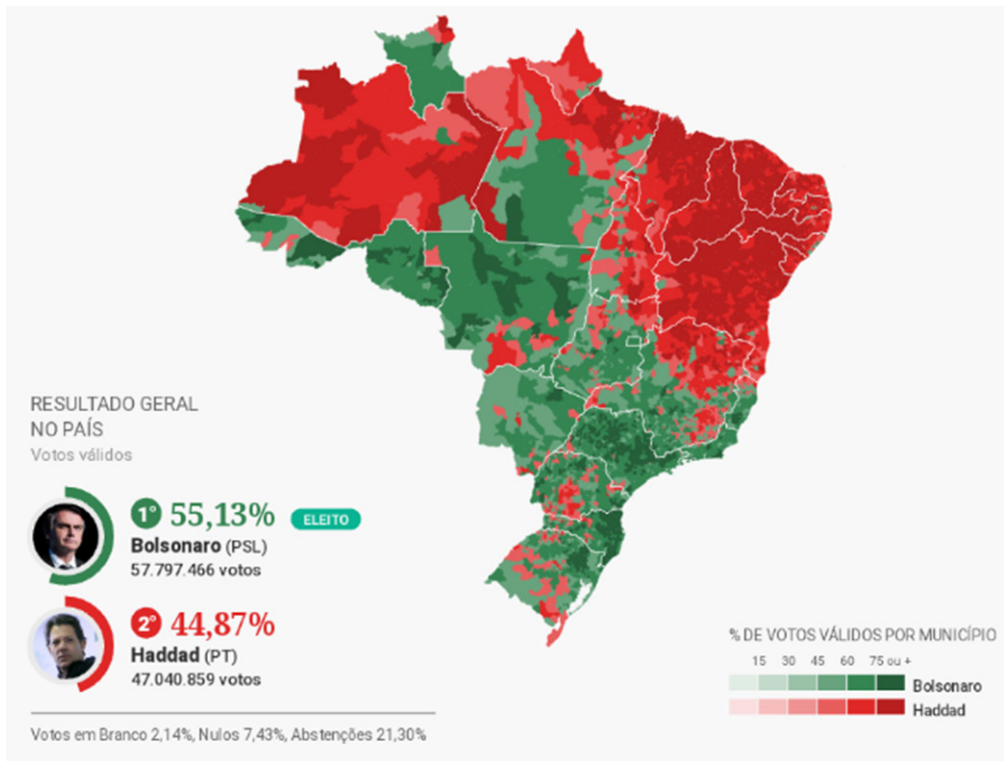 RESULTADO GERAL
NO PAÍS
Votos válidos
1º 55,13% ELEITO
Bolsonaro (PSL)
57.797.466 votos
2º 44,87%
Haddad (PT)
47.040.859 votos
Votos em Branco 2,14%, Nulos 7,43%, Abstenções 21,30%
% DE VOTOS VÁLIDOS POR MUNICÍPIO
15 30 45 60 75 ou +
Bolsonaro
Haddad